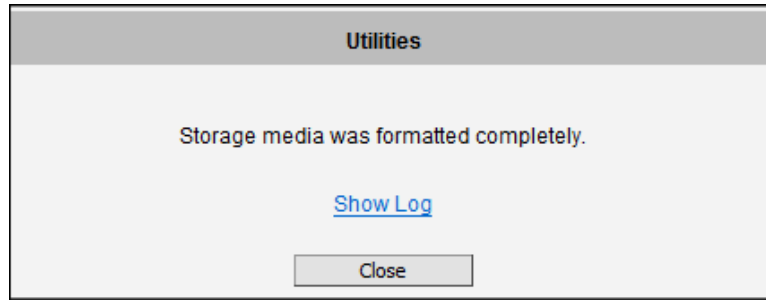 Utilities
Storage media was formatted completely.
Show Log
Close